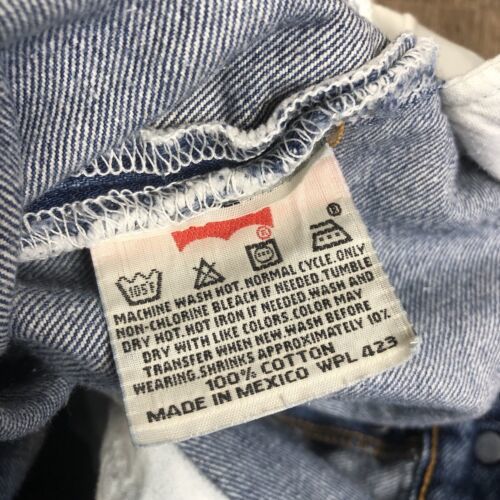 ®
105F
MACHINE WASH HOT. NORMAL CYCLE. ONLY
NON-CHLORINE BLEACH IF NEEDED. TUMBLE
DRY HOT. HOT IRON IF NEEDED. WASH AND
DRY WITH LIKE COLORS. COLOR MAY
TRANSFER WHEN NEW. WASH BEFORE
WEARING. SHRINKS APPROXIMATELY 10%
100% COTTON
MADE IN MEXICO WPL 423